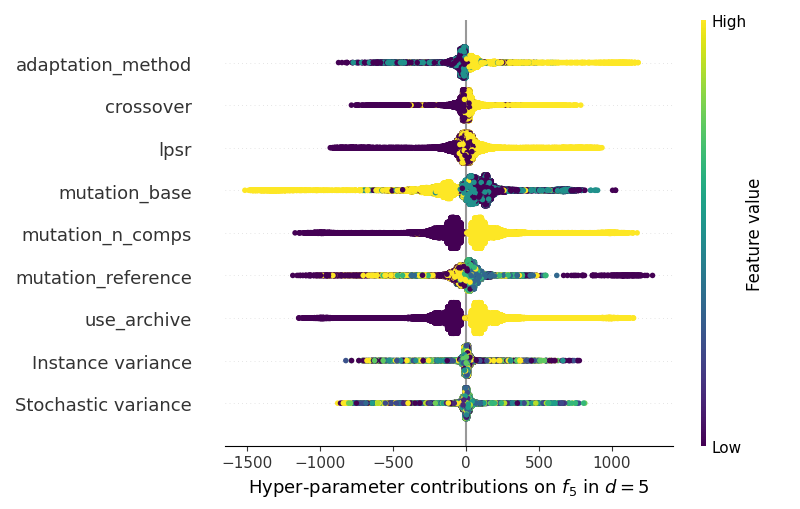 High
adaptation_method
crossover
lpsr
mutation_base
mutation_n_comps
mutation_reference
use_archive
Instance variance
Stochastic variance
Feature value
Low
−1500 −1000 −500 0 500 1000
Hyper-parameter contributions on f₅ in d = 5